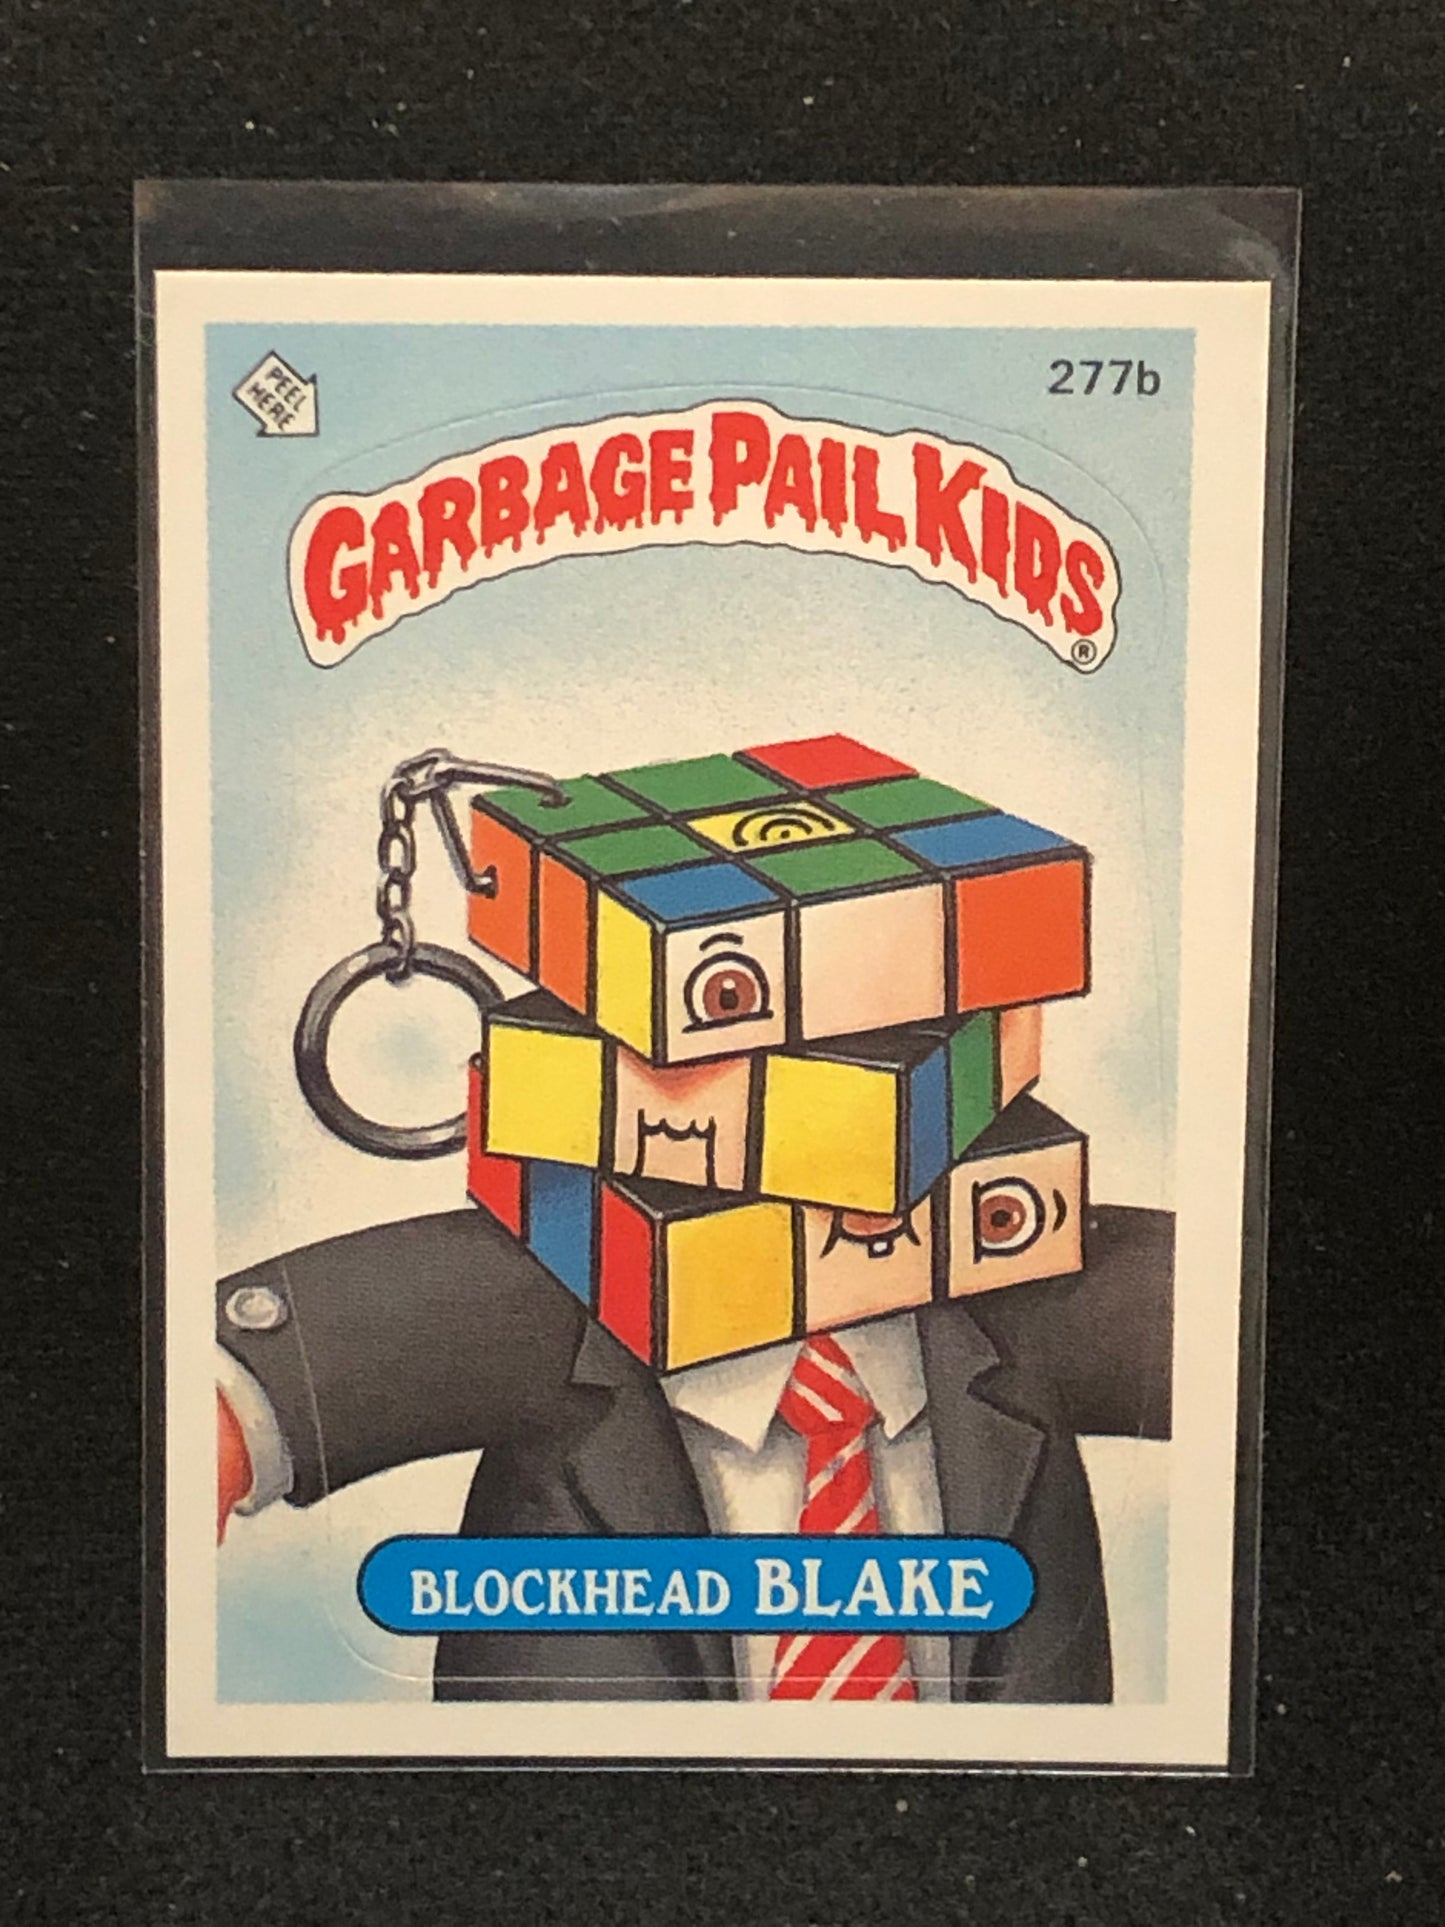 PEEL
HERE
277b
GARBAGE PAIL KIDS
®
BLOCKHEAD BLAKE